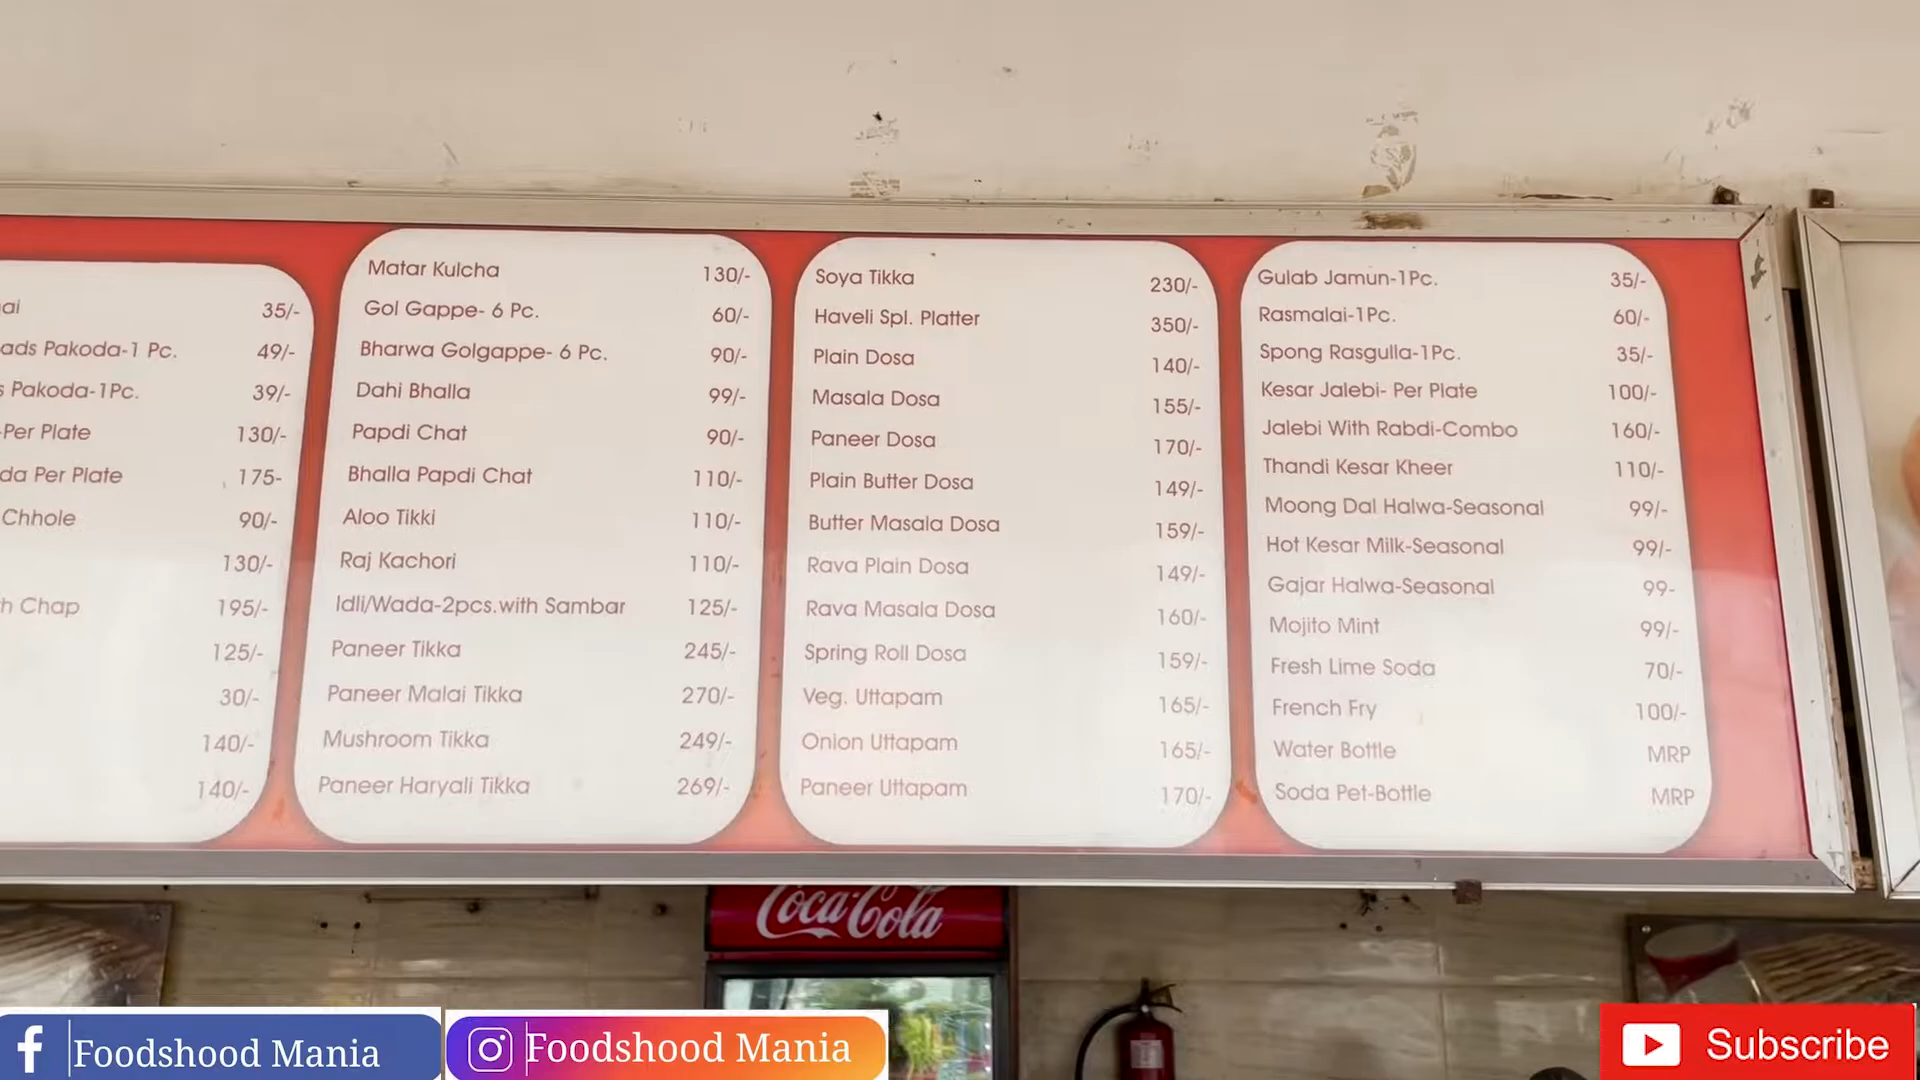 ai 35/-
ads Pakoda-1 Pc. 49/-
s Pakoda-1Pc. 39/-
-Per Plate 130/-
da Per Plate 175-
Chhole 90/-
130/-
h Chap 195/-
125/-
30/-
140/-
140/-
Matar Kulcha 130/-
Gol Gappe- 6 Pc. 60/-
Bharwa Golgappe- 6 Pc. 90/-
Dahi Bhalla 99/-
Papdi Chat 90/-
Bhalla Papdi Chat 110/-
Aloo Tikki 110/-
Raj Kachori 110/-
Idli/Wada-2pcs.with Sambar 125/-
Paneer Tikka 245/-
Paneer Malai Tikka 270/-
Mushroom Tikka 249/-
Paneer Haryali Tikka 269/-
Soya Tikka 230/-
Haveli Spl. Platter 350/-
Plain Dosa 140/-
Masala Dosa 155/-
Paneer Dosa 170/-
Plain Butter Dosa 149/-
Butter Masala Dosa 159/-
Rava Plain Dosa 149/-
Rava Masala Dosa 160/-
Spring Roll Dosa 159/-
Veg. Uttapam 165/-
Onion Uttapam 165/-
Paneer Uttapam 170/-
Gulab Jamun-1Pc. 35/-
Rasmalai-1Pc. 60/-
Spong Rasgulla-1Pc. 35/-
Kesar Jalebi- Per Plate 100/-
Jalebi With Rabdi-Combo 160/-
Thandi Kesar Kheer 110/-
Moong Dal Halwa-Seasonal 99/-
Hot Kesar Milk-Seasonal 99/-
Gajar Halwa-Seasonal 99-
Mojito Mint 99/-
Fresh Lime Soda 70/-
French Fry 100/-
Water Bottle MRP
Soda Pet-Bottle MRP
Coca-Cola
Foodshood Mania
Foodshood Mania
Subscribe